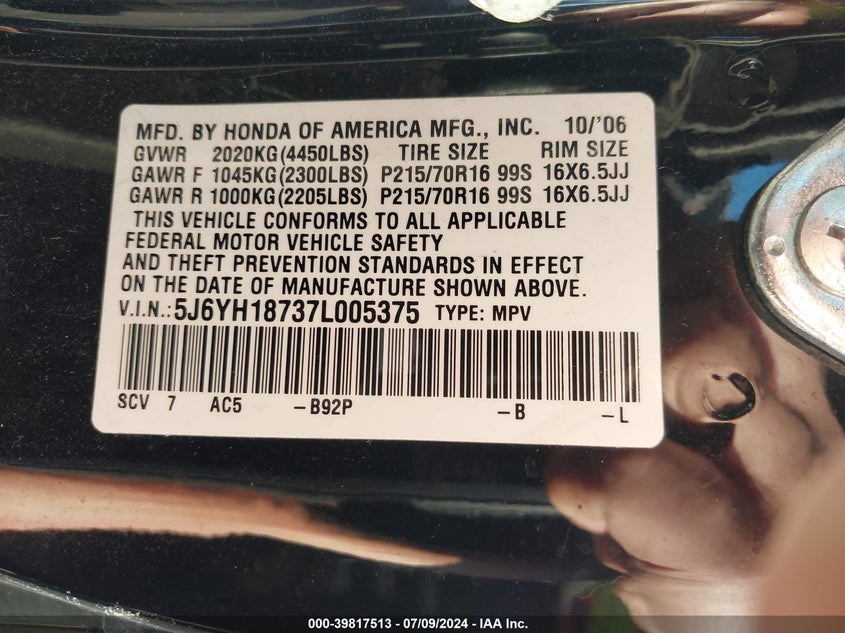 MFD. BY HONDA OF AMERICA MFG., INC. 10/'06
GVWR 2020KG(4450LBS) TIRE SIZE RIM SIZE
GAWR F 1045KG(2300LBS) P215/70R16 99S 16X6.5JJ
GAWR R 1000KG(2205LBS) P215/70R16 99S 16X6.5JJ
THIS VEHICLE CONFORMS TO ALL APPLICABLE
FEDERAL MOTOR VEHICLE SAFETY
AND THEFT PREVENTION STANDARDS IN EFFECT
ON THE DATE OF MANUFACTURE SHOWN ABOVE.
V.I.N.:5J6YH18737L005375 TYPE: MPV
SCV 7 AC5 -B92P -B -L
000-39817513 / 07/09/2024 - IAA Inc.